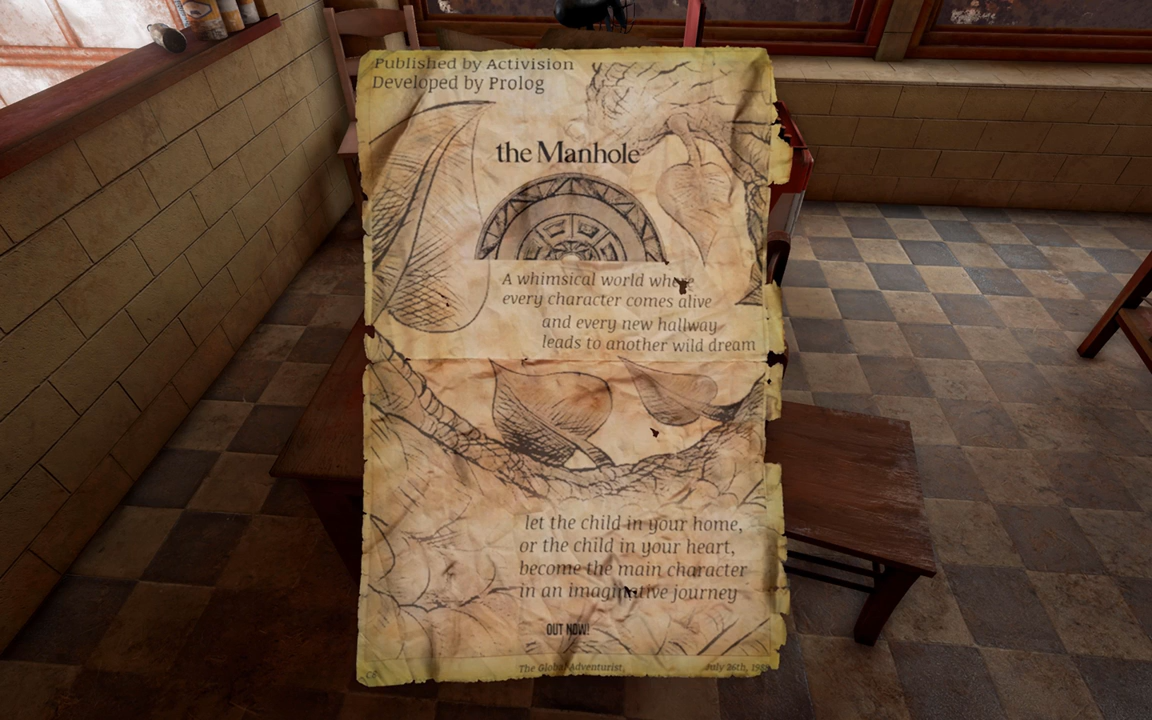 Published by Activision
Developed by Prolog
the Manhole
A whimsical world where
every character comes alive
and every new hallway
leads to another wild dream
let the child in your home,
or the child in your heart,
become the main character
in an imaginative journey
OUT NOW!
The Global Adventurist,
July 26th,